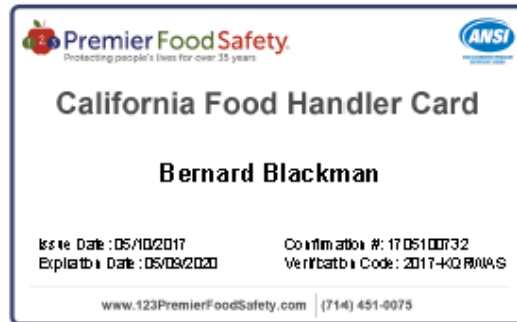 Premier Food Safety.
Protecting people's lives for over 35 years
ANSI
California Food Handler Card
Bernard Blackman
Issue Date: 05/10/2017 Confirmation #: 1705100732
Expiration Date: 05/09/2020 Verification Code: 2017-KQRWAS
www.123PremierFoodSafety.com | (714) 451-0075